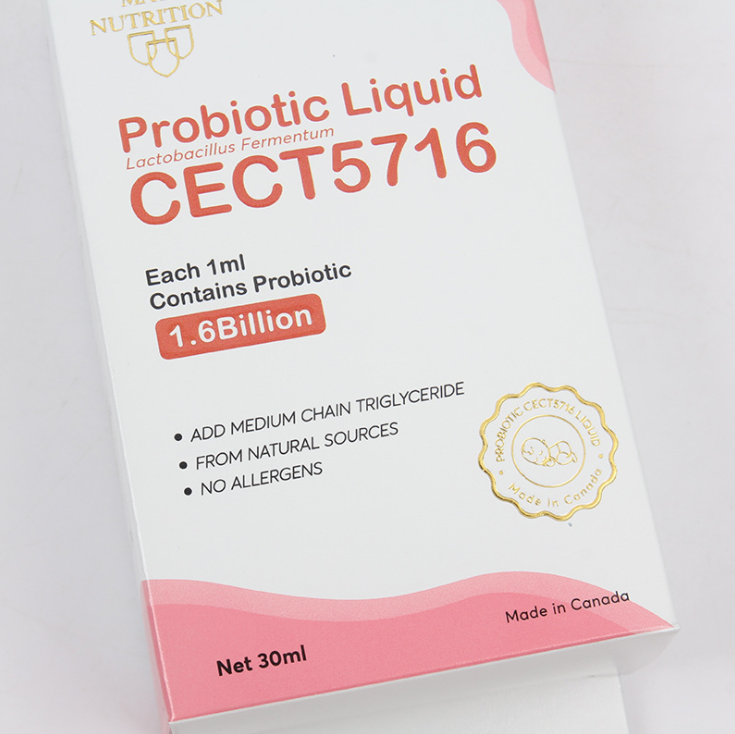 NUTRITION
Probiotic Liquid
Lactobacillus Fermentum
CECT5716
Each 1ml
Contains Probiotic
1.6Billion
• ADD MEDIUM CHAIN TRIGLYCERIDE
• FROM NATURAL SOURCES
• NO ALLERGENS
PROBIOTIC CECT5716 LIQUID
Made in Canada
Made in Canada
Net 30ml